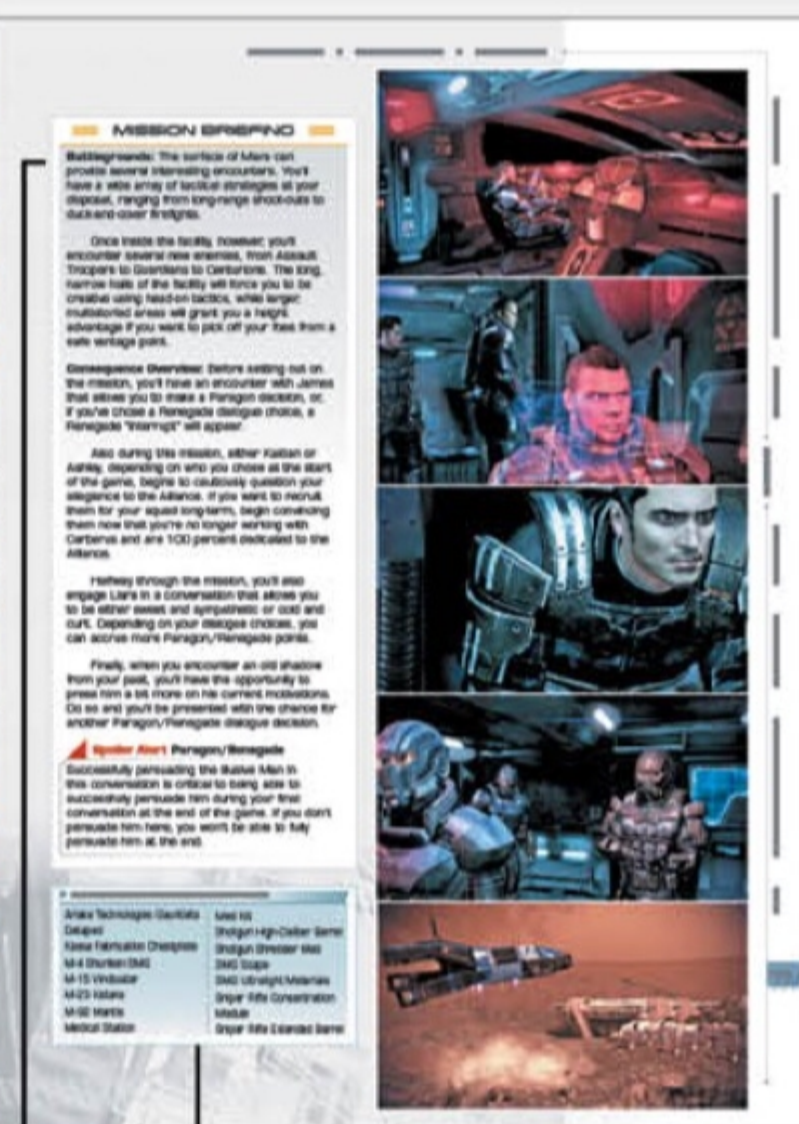 MISSION BRIEFING
Battlegrounds: The surface of Mars can
provide several interesting encounters. You'll
have a wide array of tactical strategies at your
disposal, ranging from long-range shoot-outs to
duck-and-cover firefights.
Once inside the facility, however, you'll
encounter several new enemies, from Assault
Troopers to Guardians to Centurions. The long,
narrow halls of the facility will force you to be
creative using head-on tactics, while larger,
multistoried areas will grant you a height
advantage if you want to pick off your foes from a
safe vantage point.
Consequence Overview: Before setting out on
the mission, you'll have an encounter with James
that allows you to make a Paragon decision, or,
if you've chose a Renegade dialogue choice, a
Renegade "Interrupt" will appear.
Also during this mission, either Kaidan or
Ashley, depending on who you chose at the start
of the game, begins to cautiously question your
allegiance to the Alliance. If you want to recruit
them for your squad long-term, begin convincing
them now that you're no longer working with
Cerberus and are 100 percent dedicated to the
Alliance.
Halfway through the mission, you'll also
engage Liara in a conversation that allows you
to be either sweet and sympathetic or cold and
curt. Depending on your dialogue choices, you
can accrue more Paragon/Renegade points.
Finally, when you encounter an old shadow
from your past, you'll have the opportunity to
press him a bit more on his current motivations.
Do so and you'll be presented with the chance for
another Paragon/Renegade dialogue decision.
Spoiler Alert Paragon/Renegade
Successfully persuading the Illusive Man in
this conversation is critical to being able to
successfully persuade him during your final
conversation at the end of the game. If you don't
persuade him here, you won't be able to fully
persuade him at the end.
Ariake Technologies Gauntlets
Datapad
Kassa Fabrication Chestplate
M-4 Shuriken SMG
M-15 Vindicator
M-23 Katana
M-92 Mantis
Medical Station
Med Kit
Shotgun High-Caliber Barrel
Shotgun Shredder Mod
SMG Scope
SMG Ultralight Materials
Sniper Rifle Concentration
Module
Sniper Rifle Extended Barrel